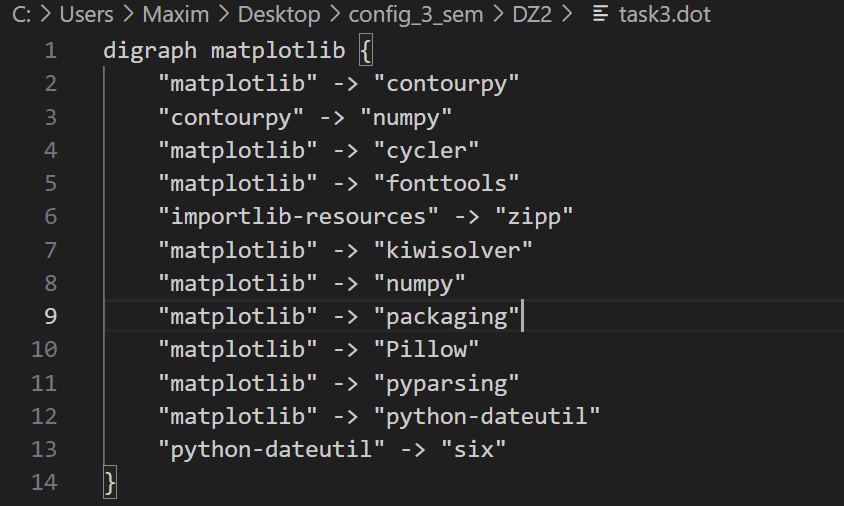 C: > Users > Maxim > Desktop > config_3_sem > DZ2 > task3.dot
1 digraph matplotlib {
2 "matplotlib" -> "contourpy"
3 "contourpy" -> "numpy"
4 "matplotlib" -> "cycler"
5 "matplotlib" -> "fonttools"
6 "importlib-resources" -> "zipp"
7 "matplotlib" -> "kiwisolver"
8 "matplotlib" -> "numpy"
9 "matplotlib" -> "packaging"
10 "matplotlib" -> "Pillow"
11 "matplotlib" -> "pyparsing"
12 "matplotlib" -> "python-dateutil"
13 "python-dateutil" -> "six"
14 }